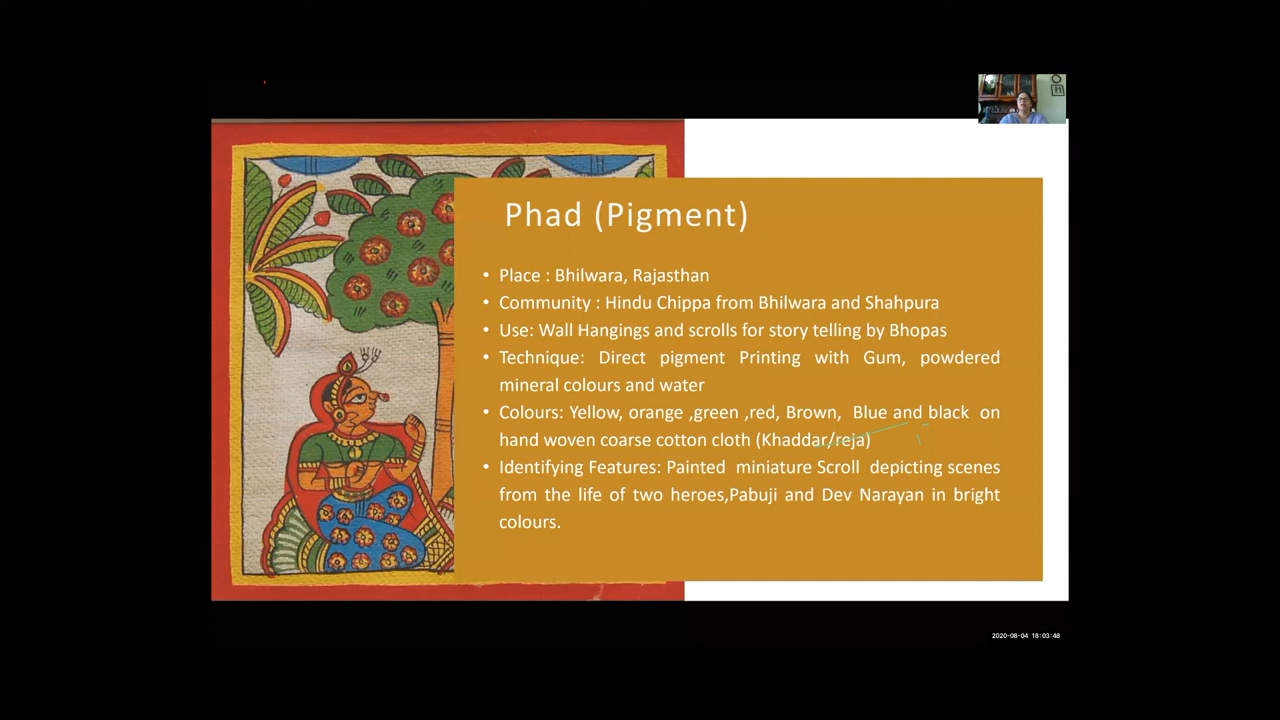 Phad (Pigment)
• Place : Bhilwara, Rajasthan
• Community : Hindu Chippa from Bhilwara and Shahpura
• Use: Wall Hangings and scrolls for story telling by Bhopas
• Technique: Direct pigment Printing with Gum, powdered
mineral colours and water
• Colours: Yellow, orange ,green ,red, Brown, Blue and black on
hand woven coarse cotton cloth (Khaddar/reja)
• Identifying Features: Painted miniature Scroll depicting scenes
from the life of two heroes,Pabuji and Dev Narayan in bright
colours.
2020-08-04 18:03:48